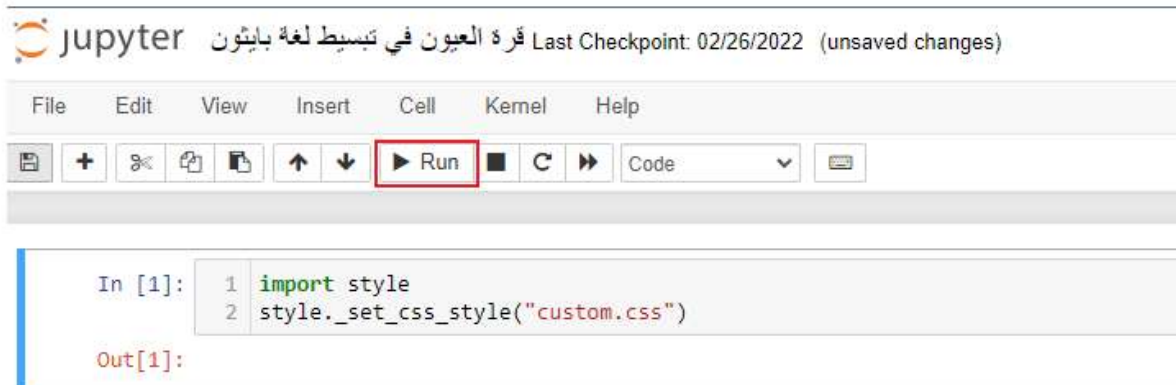 jupyter قرة العيون في تبسيط لغة بايثون Last Checkpoint: 02/26/2022 (unsaved changes)
File Edit View Insert Cell Kernel Help
Run Code
In [1]: 1 import style
2 style._set_css_style("custom.css")
Out[1]: